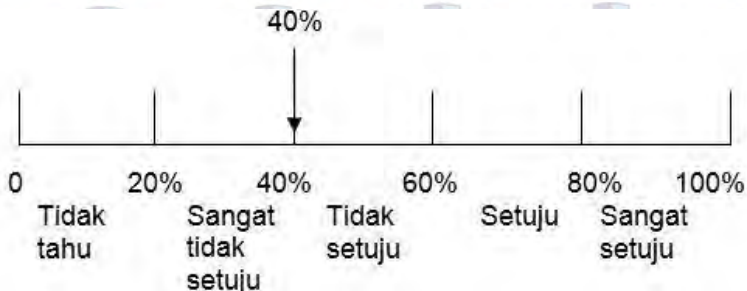 40%
0 20% 40% 60% 80% 100%
Tidak Sangat Tidak Setuju Sangat
tahu tidak setuju setuju
setuju